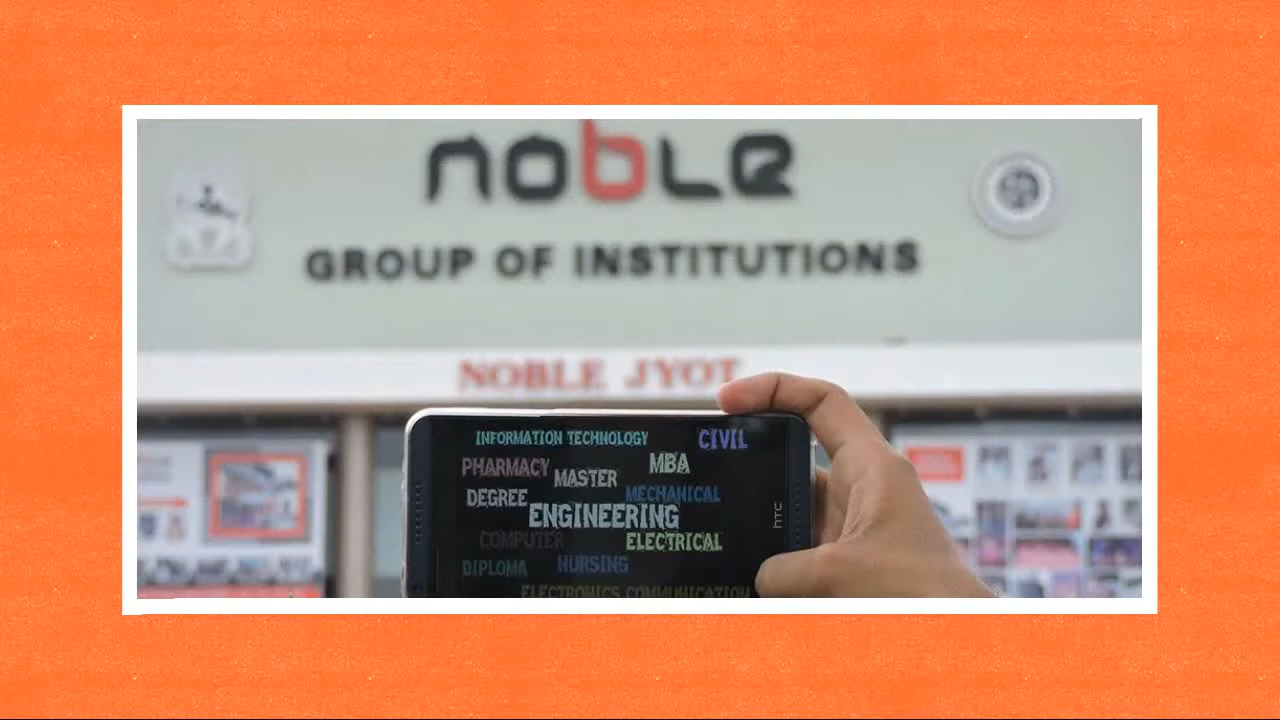 noble
GROUP OF INSTITUTIONS
NOBLE JYOT
INFORMATION TECHNOLOGY CIVIL
PHARMACY MASTER MBA
DEGREE MECHANICAL
ENGINEERING
COMPUTER ELECTRICAL
DIPLOMA NURSING
ELECTRONICS COMMUNICATION
hTC